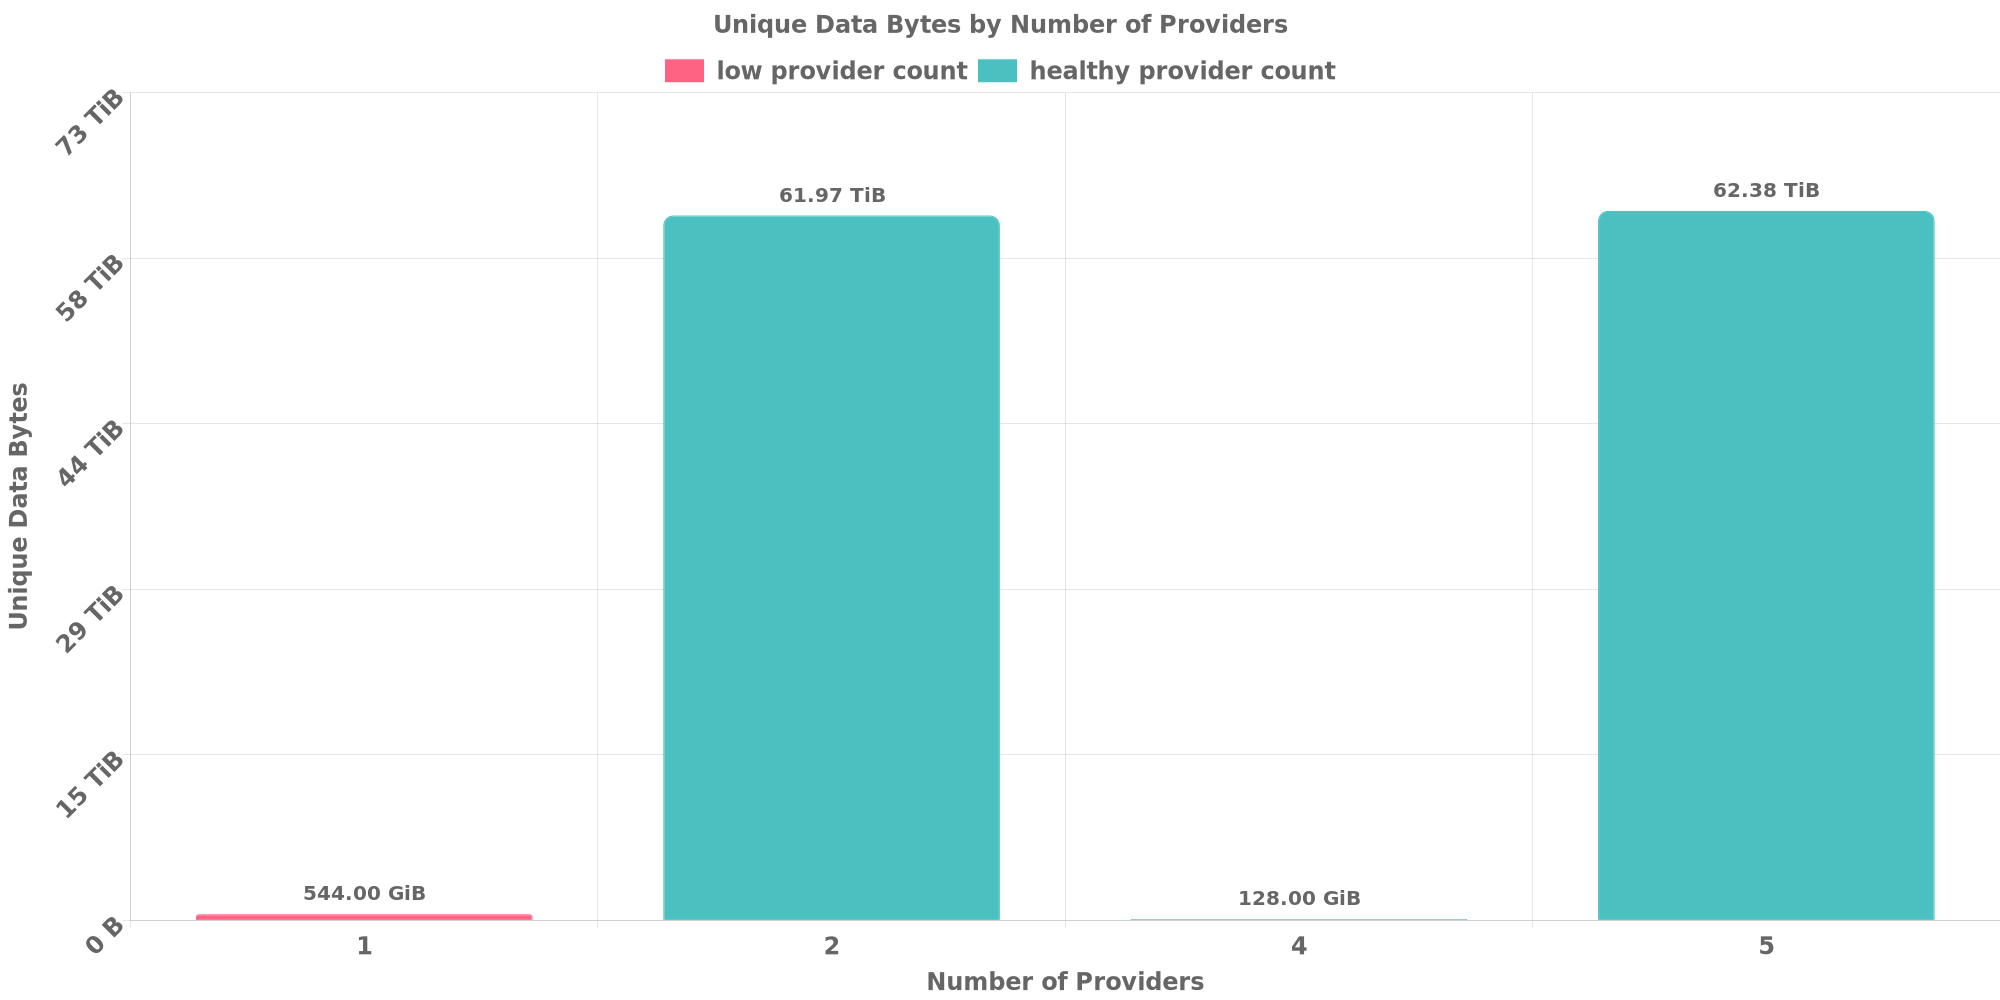 Unique Data Bytes by Number of Providers
low provider count healthy provider count
73 TiB
58 TiB
44 TiB
29 TiB
15 TiB
0 B
Unique Data Bytes
544.00 GiB
61.97 TiB
128.00 GiB
62.38 TiB
1 2 4 5
Number of Providers